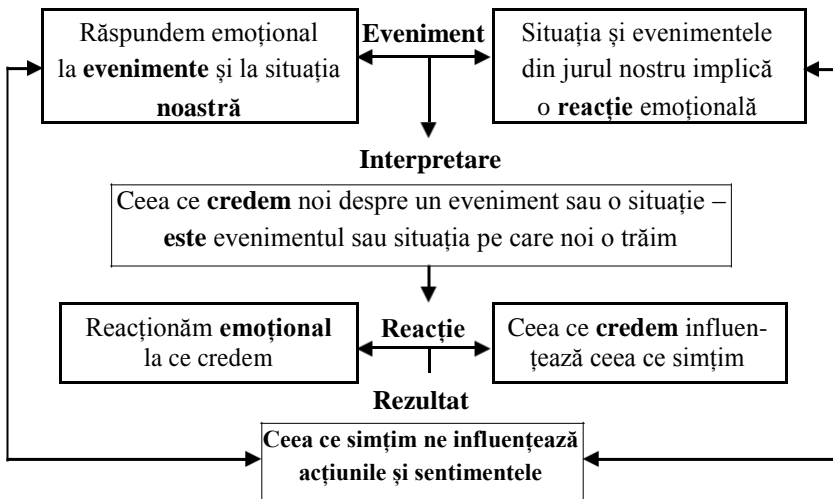 Răspundem emoțional
la evenimente și la situația
noastră
Eveniment
Situația și evenimentele
din jurul nostru implică
o reacție emoțională
Interpretare
Ceea ce credem noi despre un eveniment sau o situație –
este evenimentul sau situația pe care noi o trăim
Reacționăm emoțional
la ce credem
Reacție
Ceea ce credem influen-
țează ceea ce simțim
Rezultat
Ceea ce simțim ne influențează
acțiunile și sentimentele